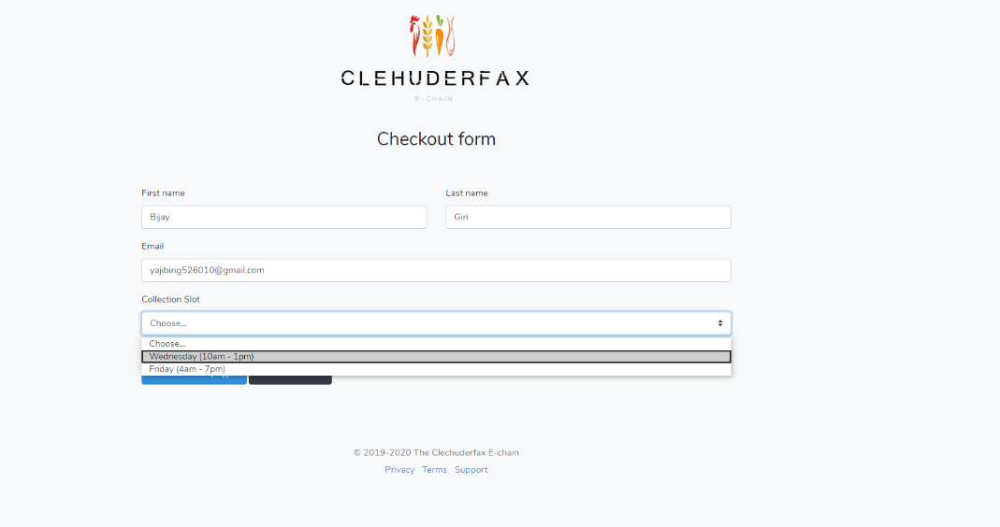 CLEHUDERFAX
E-CHAIN
Checkout form
First name
Last name
Bijay
Giri
Email
yajibirig526010@gmail.com
Collection Slot
Choose...
Choose...
Wednesday (10am - 1pm)
Friday (4am - 7pm)
© 2019-2020 The Clechuderfax E-chain
Privacy Terms Support